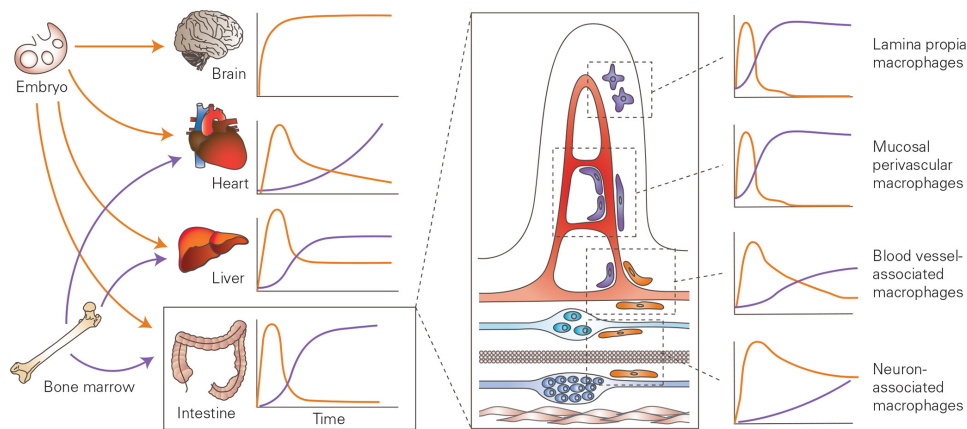 Embryo
Brain
Heart
Liver
Bone marrow
Intestine
Time
Lamina propia
macrophages
Mucosal
perivascular
macrophages
Blood vessel-
associated
macrophages
Neuron-
associated
macrophages